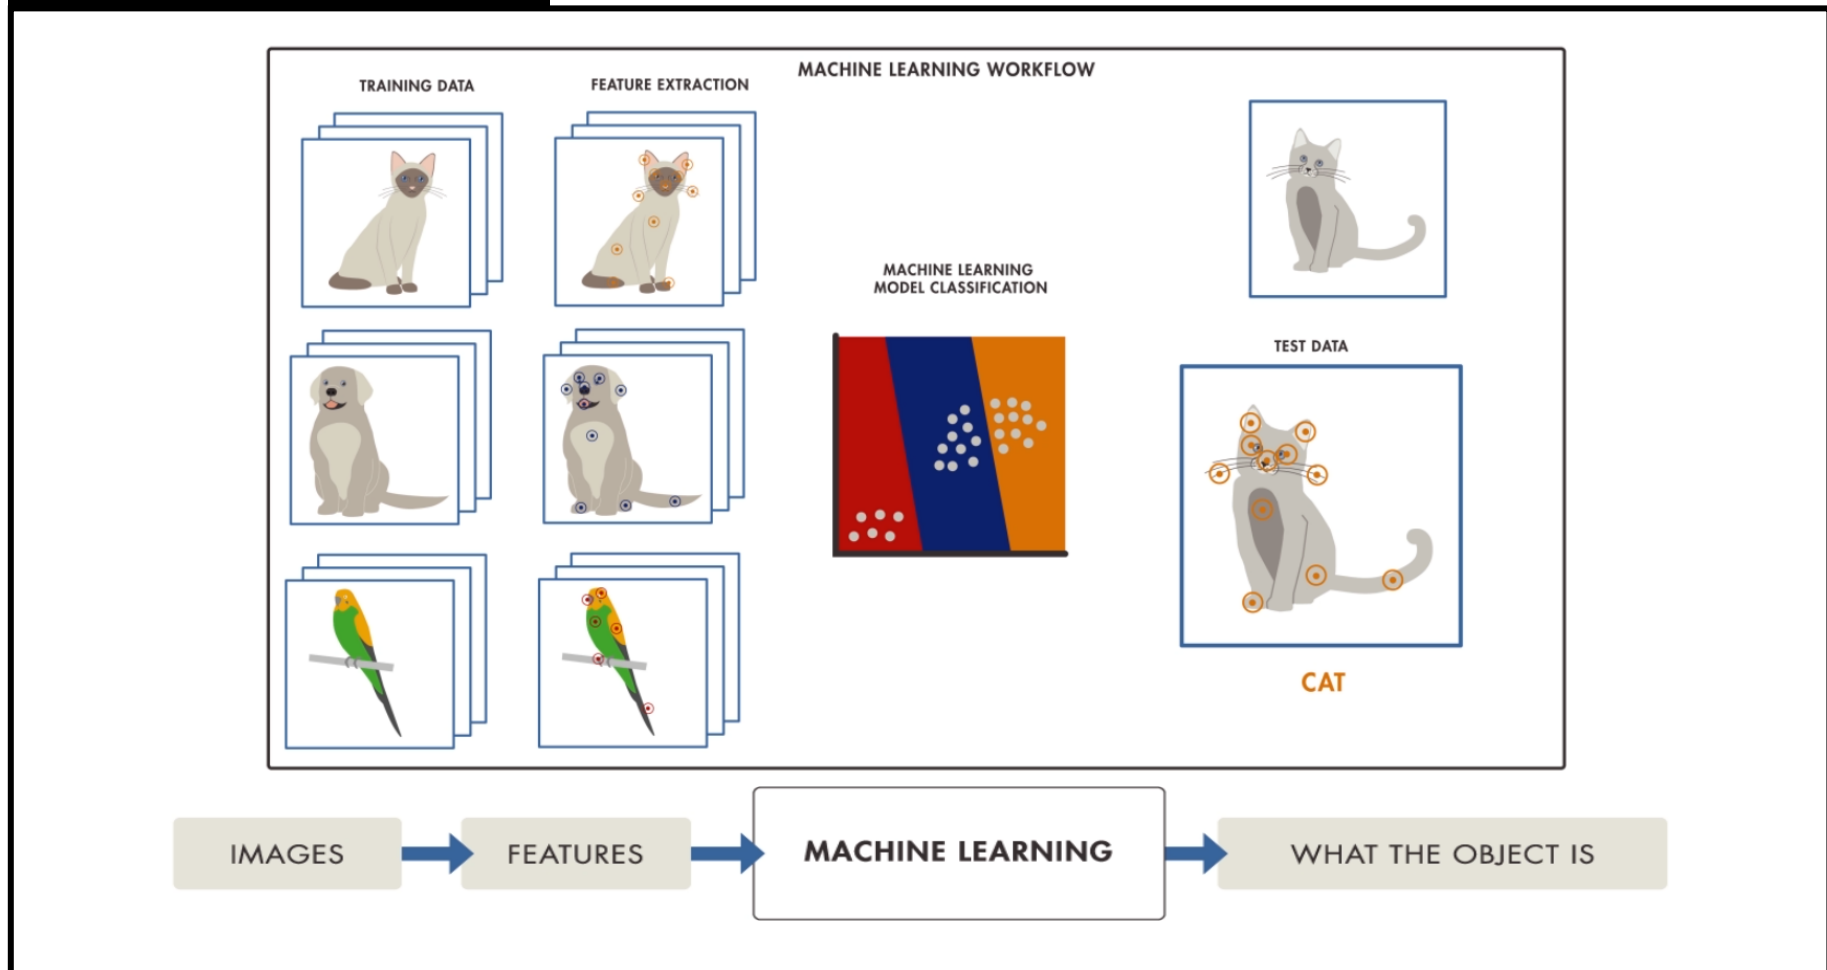 MACHINE LEARNING WORKFLOW
TRAINING DATA
FEATURE EXTRACTION
MACHINE LEARNING
MODEL CLASSIFICATION
TEST DATA
CAT
IMAGES
FEATURES
MACHINE LEARNING
WHAT THE OBJECT IS